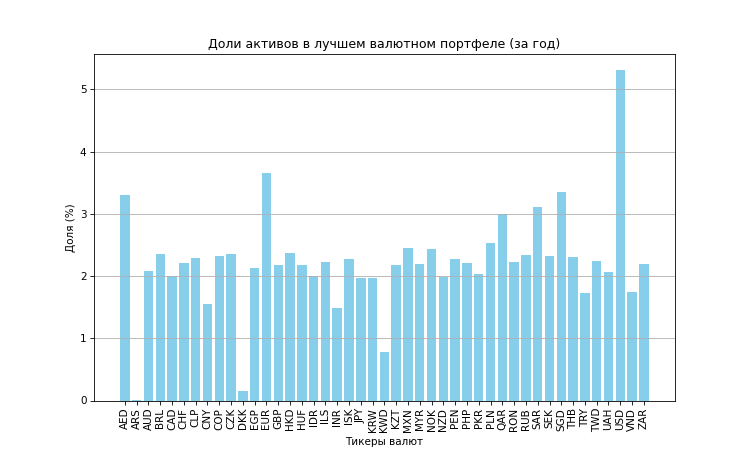 Доли активов в лучшем валютном портфеле (за год)
Доля (%)
5
4
3
2
1
0
AED
ARS
AUD
BRL
CAD
CHF
CLP
CNY
COP
CZK
DKK
EGP
EUR
GBP
HKD
HUF
IDR
ILS
INR
ISK
JPY
KRW
KWD
KZT
MXN
MYR
NOK
NZD
PEN
PHP
PKR
PLN
QAR
RON
RUB
SAR
SEK
SGD
THB
TRY
TWD
UAH
USD
VND
ZAR
Тикеры валют